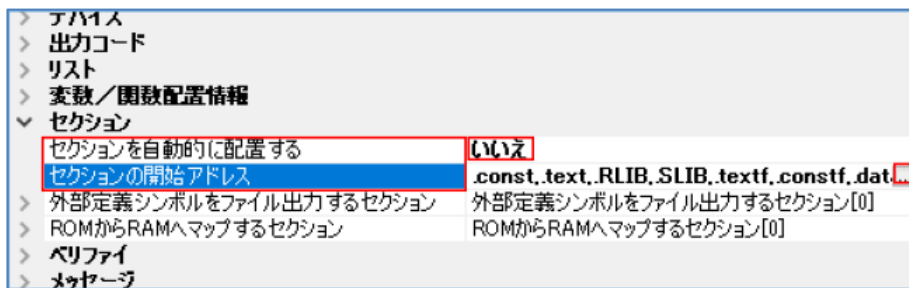 デバイス
出力コード
リスト
変数／関数配置情報
セクション
セクションを自動的に配置する いいえ
セクションの開始アドレス .const,.text,.RLIB,.SLIB,.textf,.constf,.dat...
外部定義シンボルをファイル出力するセクション 外部定義シンボルをファイル出力するセクション[0]
ROMからRAMへマップするセクション ROMからRAMへマップするセクション[0]
ベリファイ
メッセージ